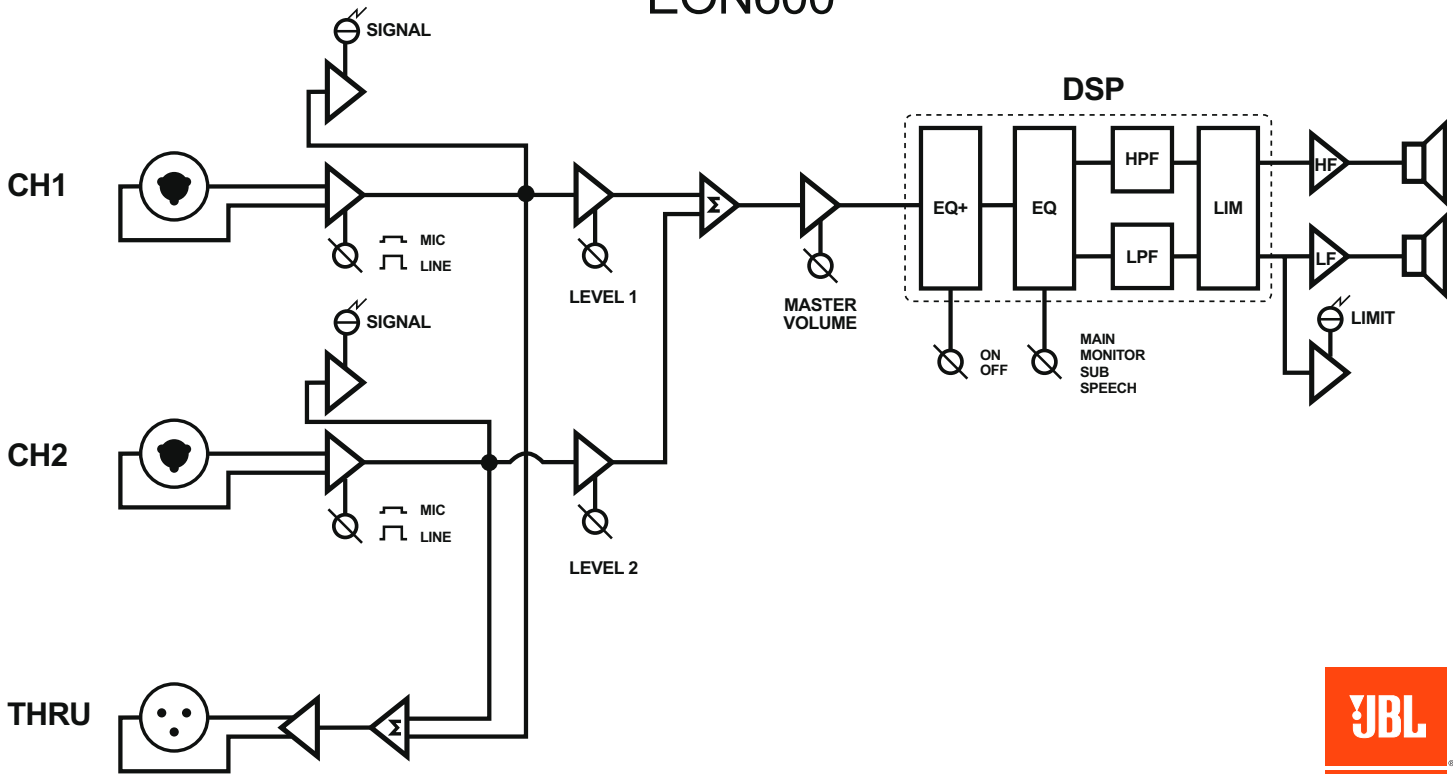 EON600
SIGNAL
DSP
CH1
MIC
LINE
LEVEL 1
Σ
MASTER
VOLUME
EQ+
EQ
HPF
LPF
LIM
HF
LF
ON
OFF
MAIN
MONITOR
SUB
SPEECH
LIMIT
SIGNAL
CH2
MIC
LINE
LEVEL 2
THRU
Σ
JBL
®